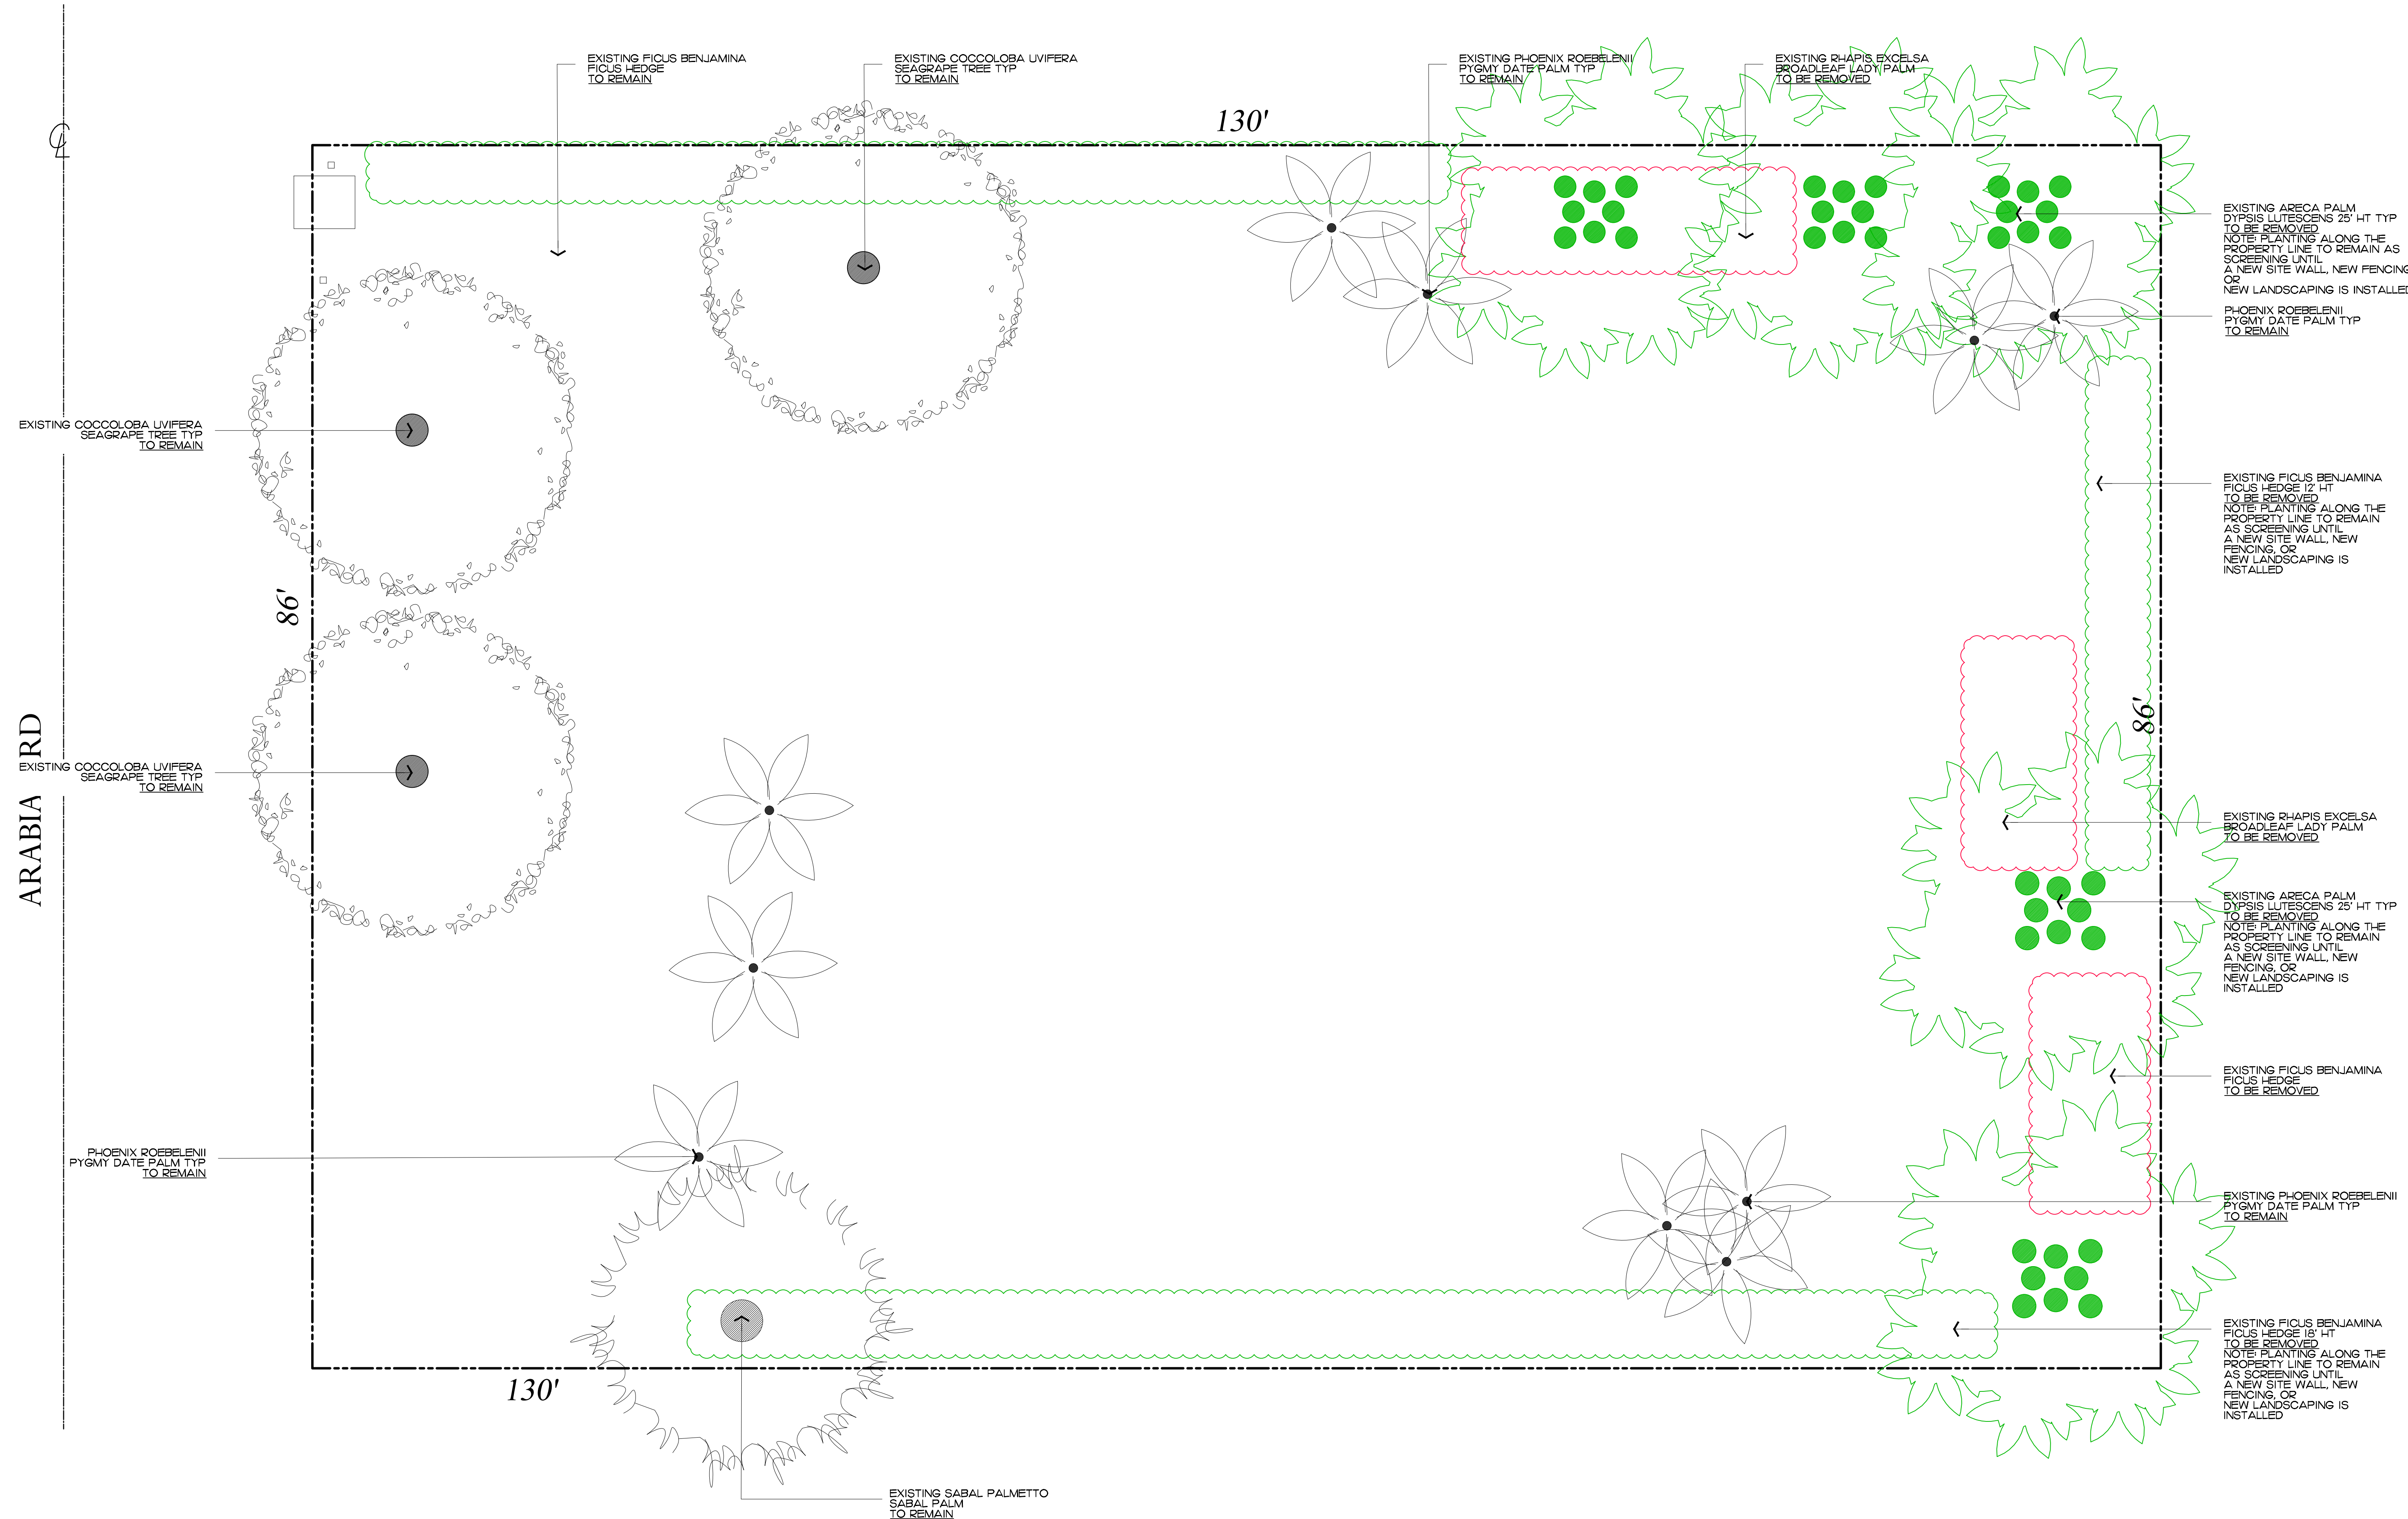 EXISTING FICUS BENJAMINA
FICUS HEDGE
TO REMAIN
EXISTING COCCOLOBA UVIFERA
SEAGRAPE TREE TYP
TO REMAIN
EXISTING PHOENIX ROEBELENII
PYGMY DATE PALM TYP
TO REMAIN
EXISTING RHAPIS EXCELSA
BROADLEAF LADY PALM
TO BE REMOVED
CL
130'
EXISTING ARECA PALM
DYPSIS LUTESCENS 25' HT TYP
TO BE REMOVED
NOTE: PLANTING ALONG THE
PROPERTY LINE TO REMAIN AS
SCREENING UNTIL
A NEW SITE WALL, NEW FENCING
OR
NEW LANDSCAPING IS INSTALLED
PHOENIX ROEBELENII
PYGMY DATE PALM TYP
TO REMAIN
EXISTING COCCOLOBA UVIFERA
SEAGRAPE TREE TYP
TO REMAIN
EXISTING FICUS BENJAMINA
FICUS HEDGE 12' HT
TO BE REMOVED
NOTE: PLANTING ALONG THE
PROPERTY LINE TO REMAIN
AS SCREENING UNTIL
A NEW SITE WALL, NEW
FENCING, OR
NEW LANDSCAPING IS
INSTALLED
86'
86'
ARABIA RD
EXISTING COCCOLOBA UVIFERA
SEAGRAPE TREE TYP
TO REMAIN
EXISTING RHAPIS EXCELSA
BROADLEAF LADY PALM
TO BE REMOVED
EXISTING ARECA PALM
DYPSIS LUTESCENS 25' HT TYP
TO BE REMOVED
NOTE: PLANTING ALONG THE
PROPERTY LINE TO REMAIN
AS SCREENING UNTIL
A NEW SITE WALL, NEW
FENCING, OR
NEW LANDSCAPING IS
INSTALLED
EXISTING FICUS BENJAMINA
FICUS HEDGE
TO BE REMOVED
PHOENIX ROEBELENII
PYGMY DATE PALM TYP
TO REMAIN
EXISTING PHOENIX ROEBELENII
PYGMY DATE PALM TYP
TO REMAIN
EXISTING FICUS BENJAMINA
FICUS HEDGE 18' HT
TO BE REMOVED
NOTE: PLANTING ALONG THE
PROPERTY LINE TO REMAIN
AS SCREENING UNTIL
A NEW SITE WALL, NEW
FENCING, OR
NEW LANDSCAPING IS
INSTALLED
130'
EXISTING SABAL PALMETTO
SABAL PALM
TO REMAIN